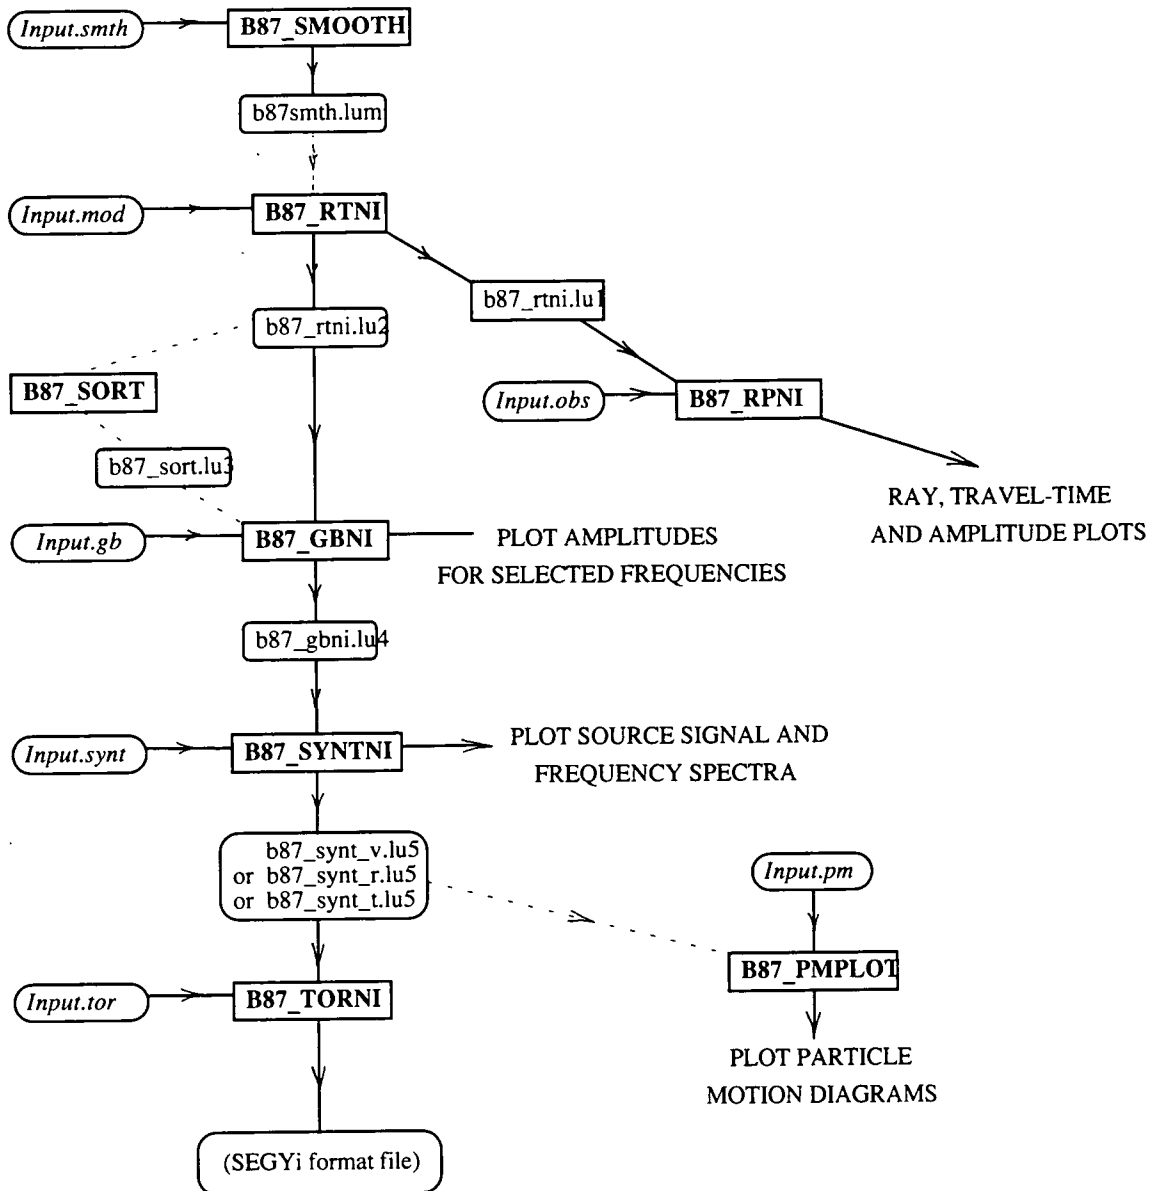 Input.smth
B87_SMOOTH
b87smth.lum
Input.mod
B87_RTNI
b87_rtni.lu1
b87_rtni.lu2
B87_SORT
Input.obs
B87_RPNI
b87_sort.lu3
RAY, TRAVEL-TIME
AND AMPLITUDE PLOTS
Input.gb
B87_GBNI
PLOT AMPLITUDES
FOR SELECTED FREQUENCIES
b87_gbni.lu4
Input.synt
B87_SYNTNI
PLOT SOURCE SIGNAL AND
FREQUENCY SPECTRA
b87_synt_v.lu5
or b87_synt_r.lu5
or b87_synt_t.lu5
Input.pm
B87_PMPLOT
Input.tor
B87_TORNI
PLOT PARTICLE
MOTION DIAGRAMS
(SEGYi format file)